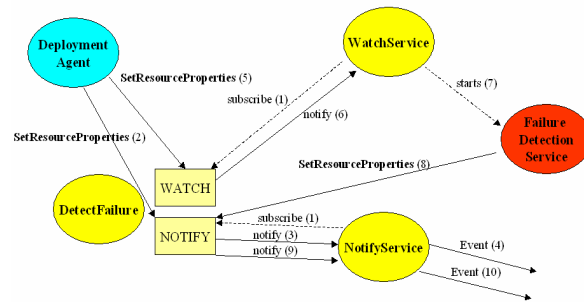 Deployment
Agent
WatchService
SetResourceProperties (5)
subscribe (1)
starts (7)
notify (6)
SetResourceProperties (2)
Failure
Detection
Service
SetResourceProperties (8)
WATCH
DetectFailure
subscribe (1)
NOTIFY
notify (3)
notify (9)
NotifyService
Event (4)
Event (10)